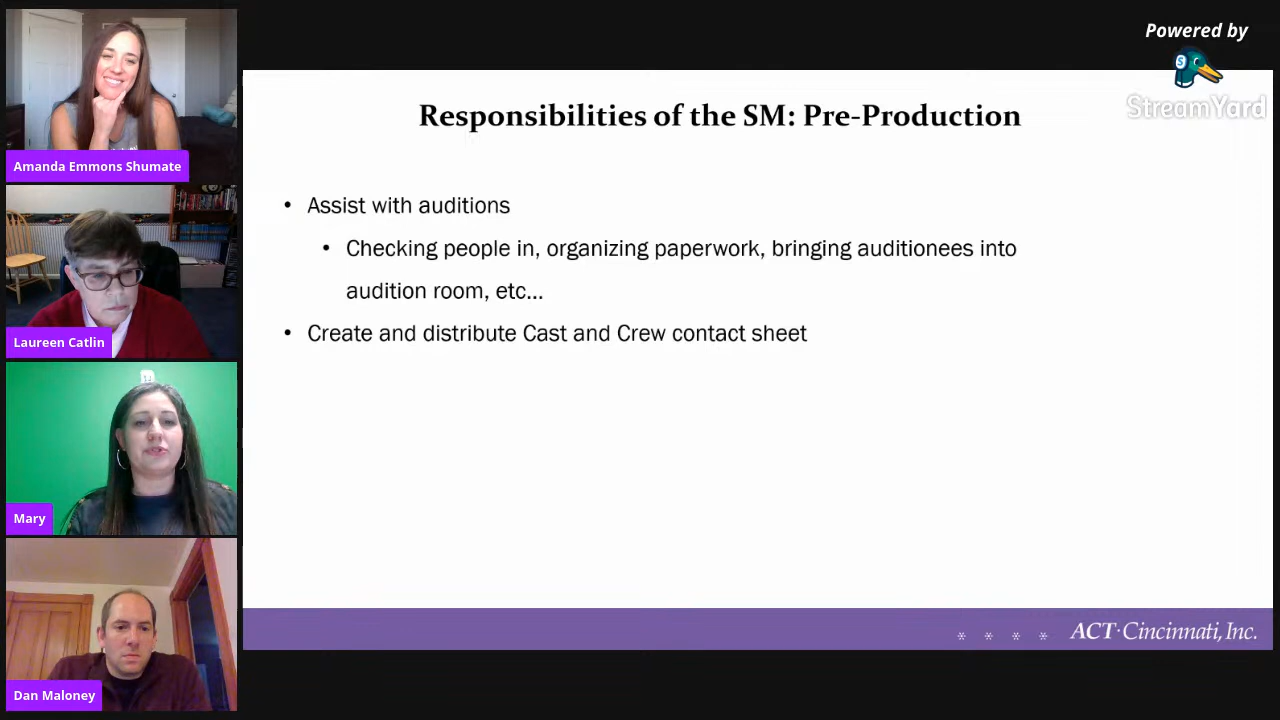 Powered by
StreamYard
Amanda Emmons Shumate
Laureen Catlin
Mary
Dan Maloney
Responsibilities of the SM: Pre-Production
• Assist with auditions
• Checking people in, organizing paperwork, bringing auditionees into
audition room, etc...
• Create and distribute Cast and Crew contact sheet
* * * * ACT·Cincinnati, Inc.